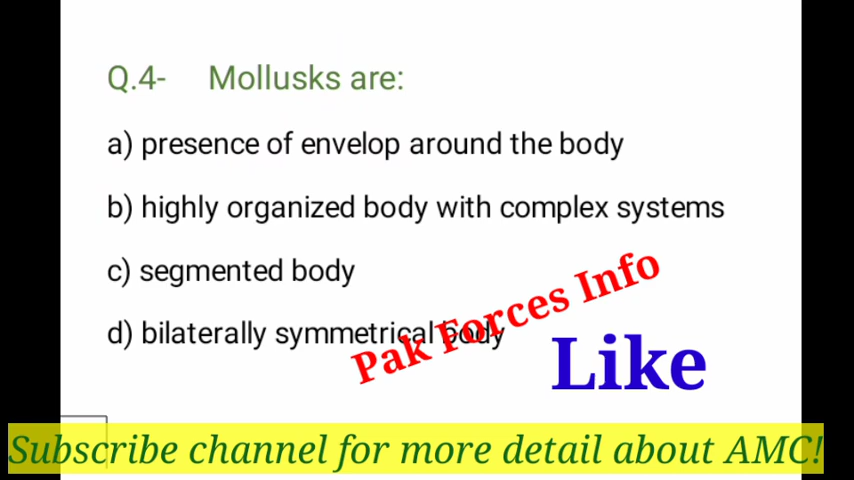 Q.4- Mollusks are:
a) presence of envelop around the body
b) highly organized body with complex systems
c) segmented body
d) bilaterally symmetrical body
Pak Forces Info
Like
Subscribe channel for more detail about AMC!